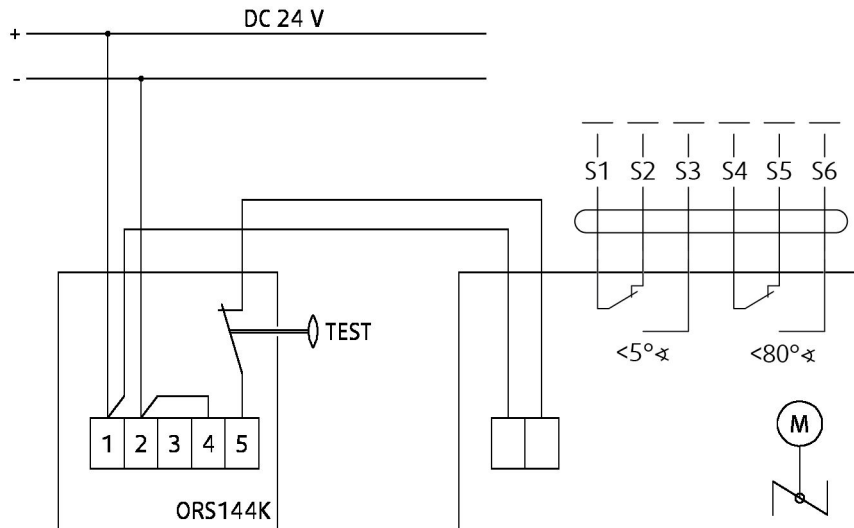 DC 24 V
+
-
S1 S2 S3 S4 S5 S6
TEST
<5°∢ <80°∢
1 2 3 4 5
M
ORS144K